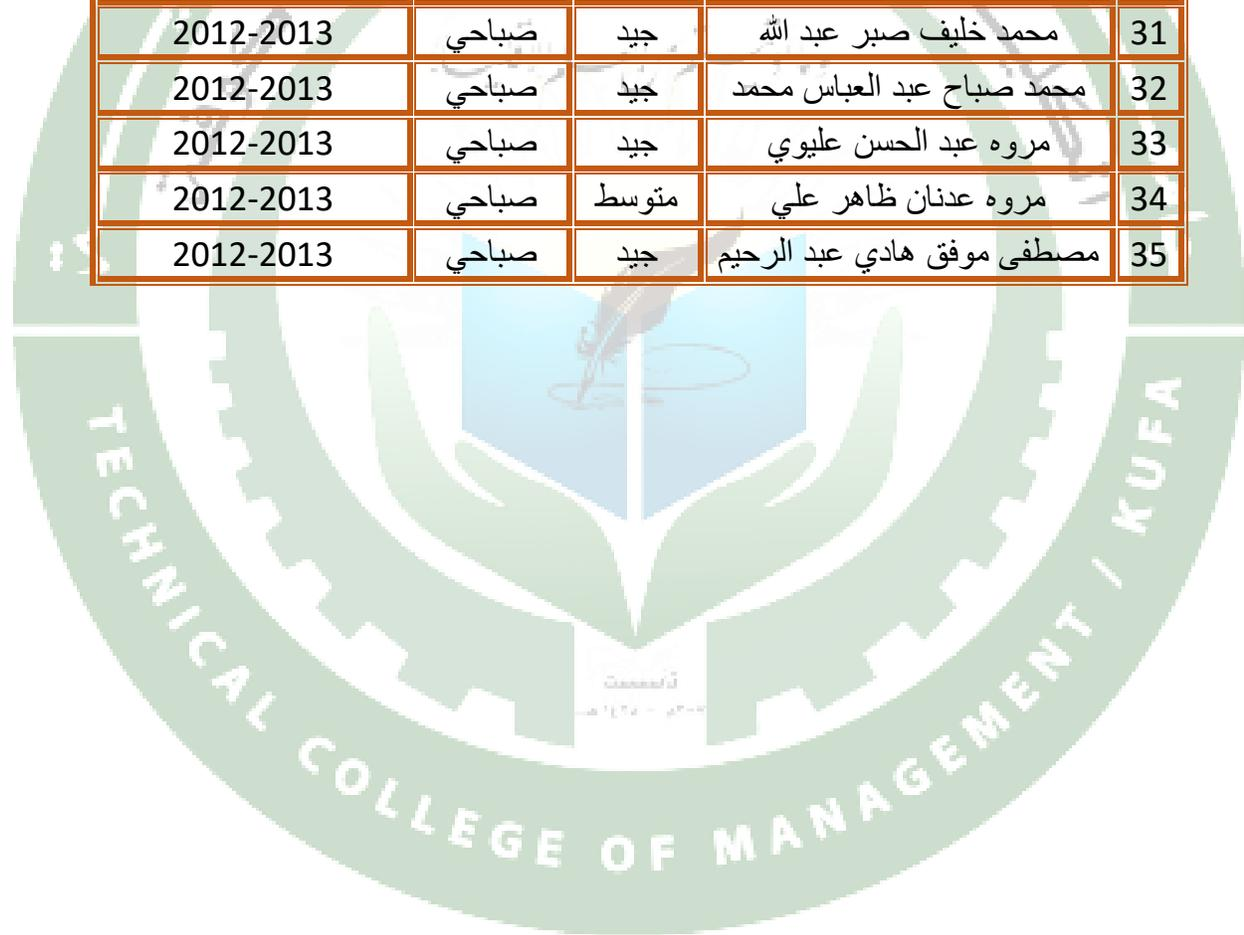 31 محمد خليف صبر عبد الله جيد صباحي 2012-2013
32 محمد صباح عبد العباس محمد جيد صباحي 2012-2013
33 مروه عبد الحسن عليوي جيد صباحي 2012-2013
34 مروه عدنان ظاهر علي متوسط صباحي 2012-2013
35 مصطفى موفق هادي عبد الرحيم جيد صباحي 2012-2013
تأسست
TECHNICAL COLLEGE OF MANAGEMENT / KUFA